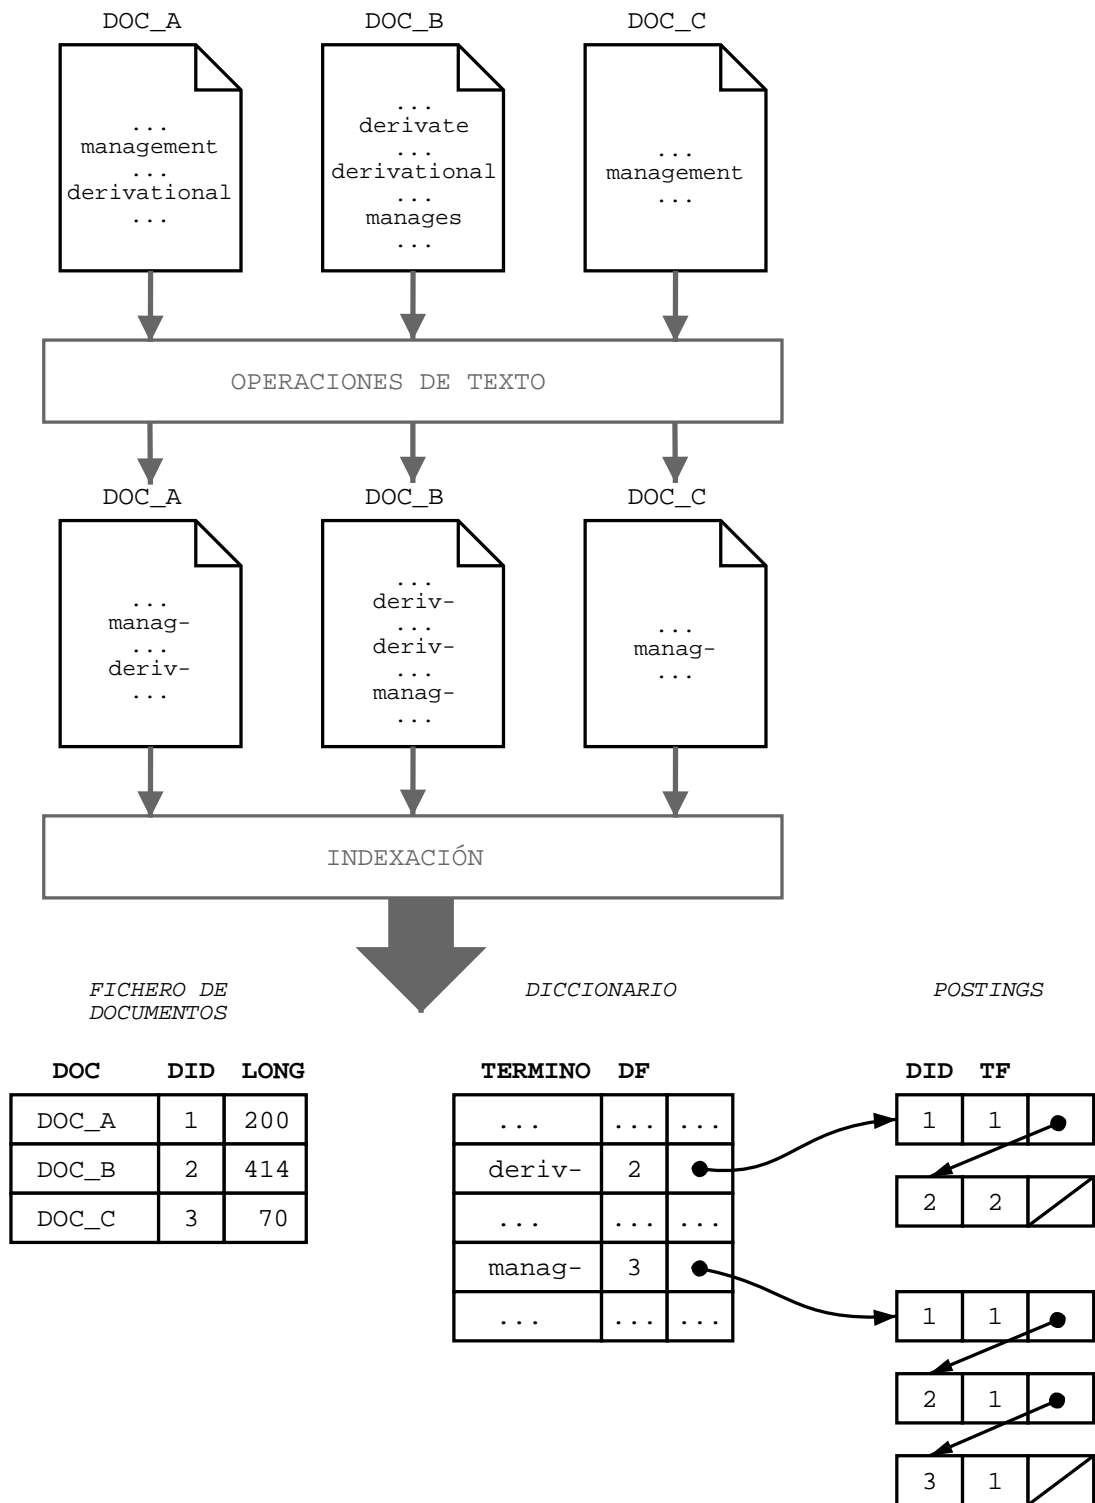 DOC_A DOC_B DOC_C
...
management
...
derivational
...
...
derivate
...
derivational
...
manages
...
...
management
...
OPERACIONES DE TEXTO
DOC_A DOC_B DOC_C
...
manag-
...
deriv-
...
...
deriv-
...
deriv-
...
manag-
...
...
manag-
...
INDEXACIÓN
FICHERO DE
DOCUMENTOS
DOC DID LONG
DOC_A 1 200
DOC_B 2 414
DOC_C 3 70
DICCIONARIO
TERMINO DF
... ... ...
deriv- 2
... ... ...
manag- 3
... ... ...
POSTINGS
DID TF
1 1
2 2
1 1
2 1
3 1